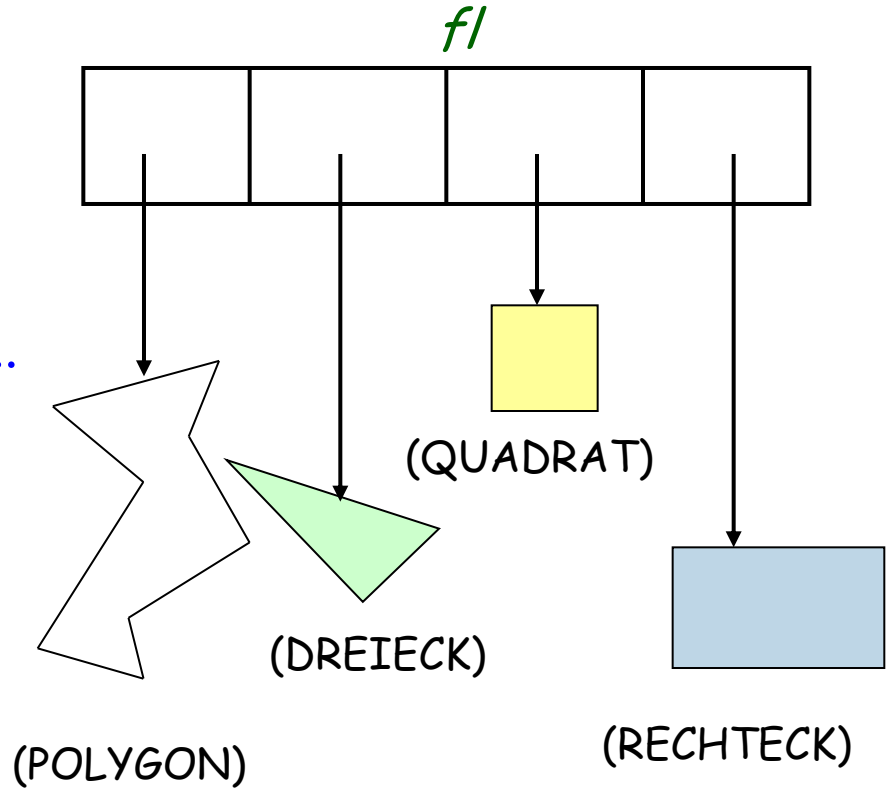 fl
..
(QUADRAT)
(DREIECK)
(RECHTECK)
(POLYGON)